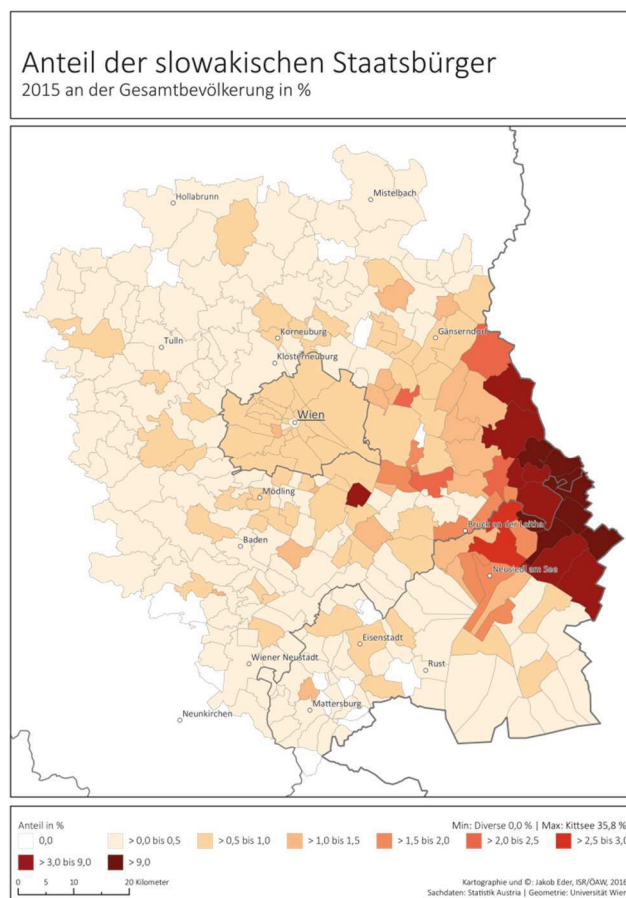 Anteil der slowakischen Staatsbürger
2015 an der Gesamtbevölkerung in %
Hollabrunn
Mistelbach
Korneuburg
Gänserndorf
Tulln
Klosterneuburg
Wien
Mödling
Bruck an der Leitha
Baden
Neusiedl am See
Eisenstadt
Wiener Neustadt
Rust
Mattersburg
Neunkirchen
Anteil in %
Min: Diverse 0,0 % | Max: Kittsee 35,8 %
0,0
> 0,0 bis 0,5
> 0,5 bis 1,0
> 1,0 bis 1,5
> 1,5 bis 2,0
> 2,0 bis 2,5
> 2,5 bis 3,0
> 3,0 bis 9,0
> 9,0
0 5 10 20 Kilometer
Kartographie und ©: Jakob Eder, ISR/ÖAW, 2016
Sachdaten: Statistik Austria | Geometrie: Universität Wien